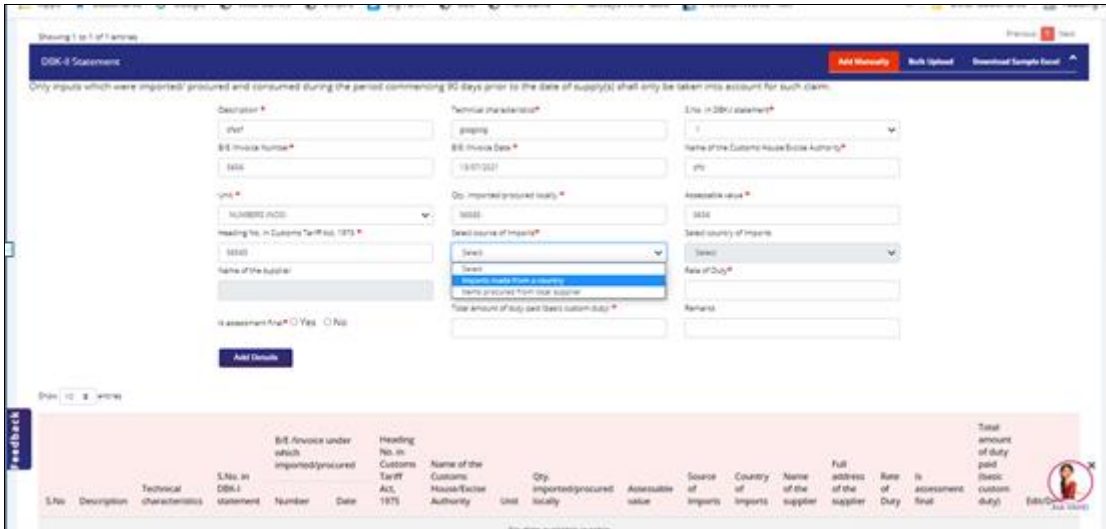 Showing 1 to 1 of 1 entries
Previous 1 Next
DBK-II Statement Add Manually Bulk Upload Download Sample Excel
Only inputs which were imported/ procured and consumed during the period commencing 90 days prior to the date of supply(s) shall only be taken into account for such claim.
Description * Technical characteristics* S.No. in DBK-I statement*
1
B/E /Invoice Number* B/E /Invoice Date * Name of the Customs House/Excise Authority*
13/07/2021
Unit * Qty. imported/procured locally * Assessable value *
NUMBERS (NOS)
Heading No. in Customs Tariff Act, 1975 * Select source of Imports* Select country of Imports
Select Select
Select
Imports made from a country
Items procured from local supplier
Name of the supplier Rate of Duty*
Is assessment final* Yes No Total amount of duty paid (basic custom duty) * Remarks
Add Details
Show 10 entries
Feedback
S.No Description Technical characteristics S.No. in DBK-I statement B/E /Invoice under which imported/procured Number Date Heading No. in Customs Tariff Act, 1975 Name of the Customs House/Excise Authority Unit Qty. imported/procured locally Assessable value Source of Imports Country of Imports Name of the supplier Full address of the supplier Rate of Duty Is assessment final Total amount of duty paid (basic custom duty)